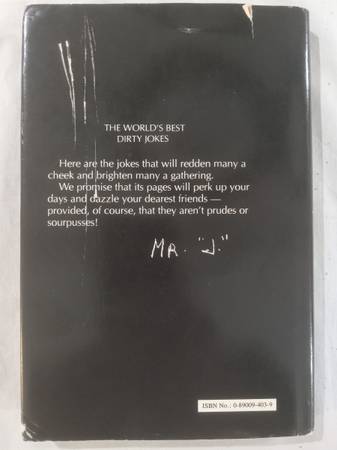 THE WORLD'S BEST
DIRTY JOKES
Here are the jokes that will redden many a
cheek and brighten many a gathering.
We promise that its pages will perk up your
days and dazzle your dearest friends —
provided, of course, that they aren't prudes or
sourpusses!
MR. "J."
ISBN No.: 0-89009-403-9